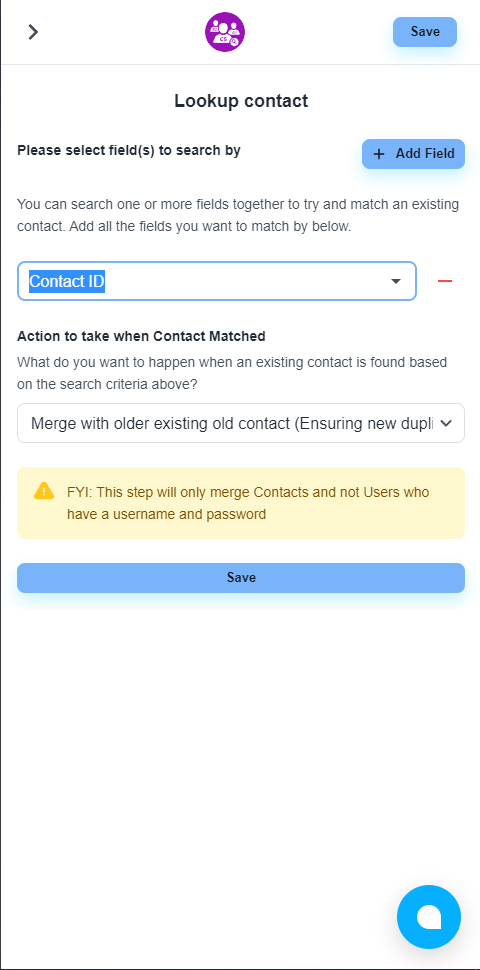 Save
Lookup contact
Please select field(s) to search by
+ Add Field
You can search one or more fields together to try and match an existing
contact. Add all the fields you want to match by below.
Contact ID
Action to take when Contact Matched
What do you want to happen when an existing contact is found based
on the search criteria above?
Merge with older existing old contact (Ensuring new dupli
FYI: This step will only merge Contacts and not Users who
have a username and password
Save